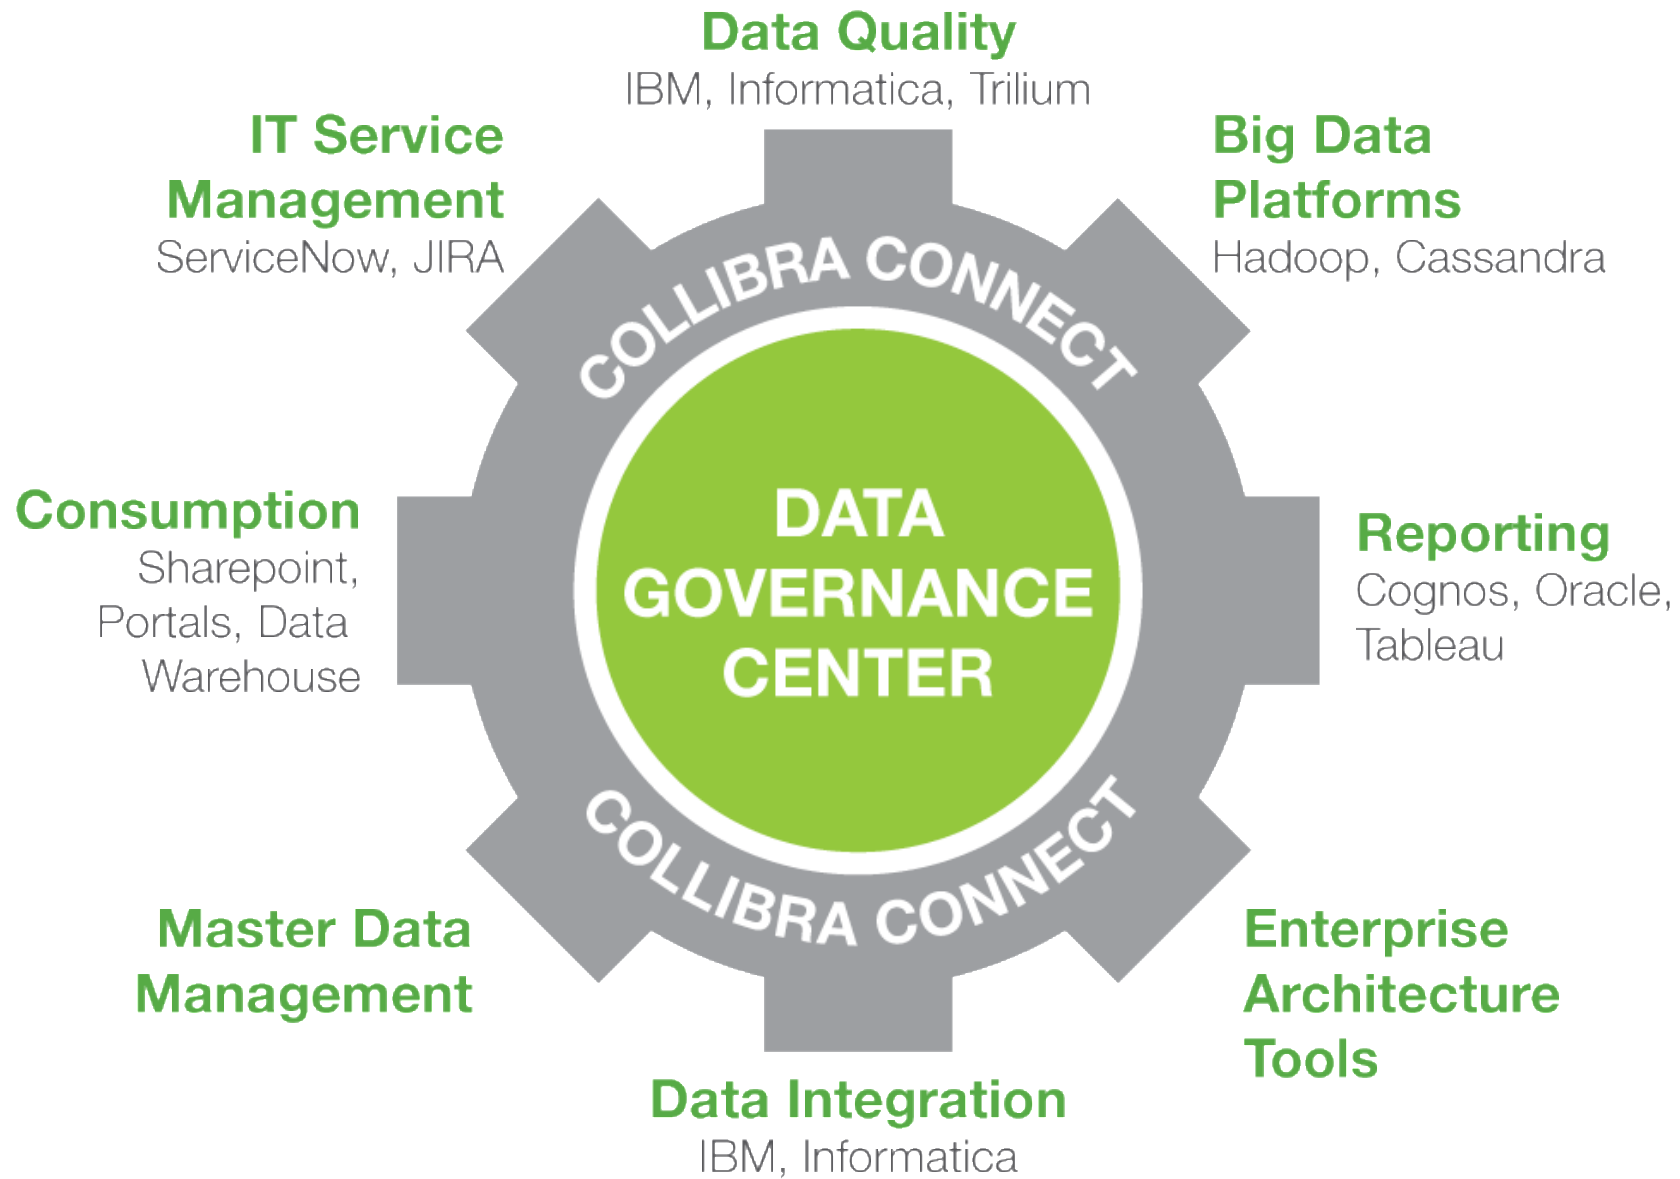 Data Quality
IBM, Informatica, Trilium
IT Service
Management
ServiceNow, JIRA
Big Data
Platforms
Hadoop, Cassandra
COLLIBRA CONNECT
Consumption
Sharepoint,
Portals, Data
Warehouse
DATA
GOVERNANCE
CENTER
Reporting
Cognos, Oracle,
Tableau
COLLIBRA CONNECT
Master Data
Management
Enterprise
Architecture
Tools
Data Integration
IBM, Informatica